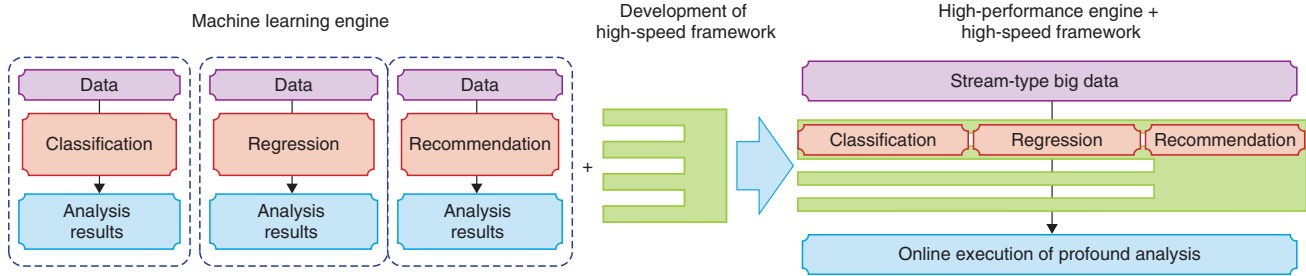 Machine learning engine
Development of
high-speed framework
High-performance engine +
high-speed framework
Data
Data
Data
Classification
Regression
Recommendation
Analysis
results
Analysis
results
Analysis
results
+
Stream-type big data
Classification
Regression
Recommendation
Online execution of profound analysis